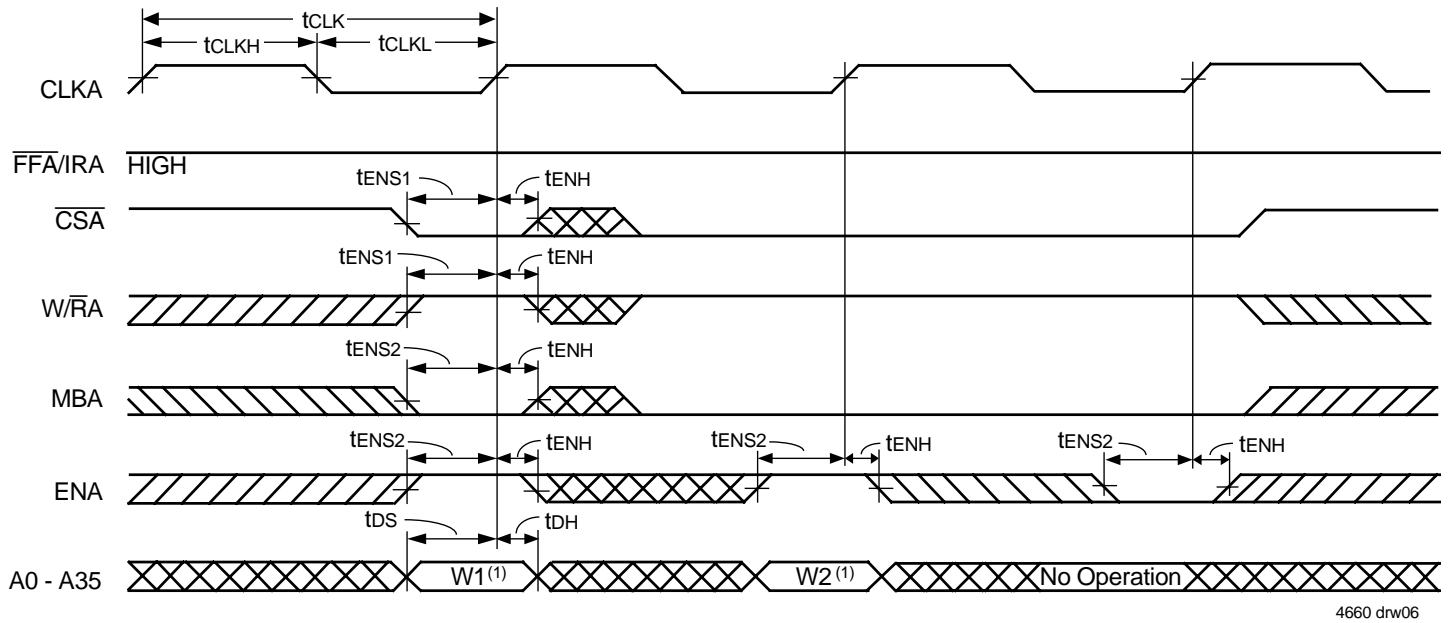 tCLK
tCLKH tCLKL
CLKA
FFA/IRA HIGH
tENS1 tENH
CSA
tENS1 tENH
W/RA
tENS2 tENH
MBA
tENS2 tENH tENS2 tENH tENS2 tENH
ENA
tDS tDH
A0 - A35 W1(1) W2(1) No Operation
4660 drw06